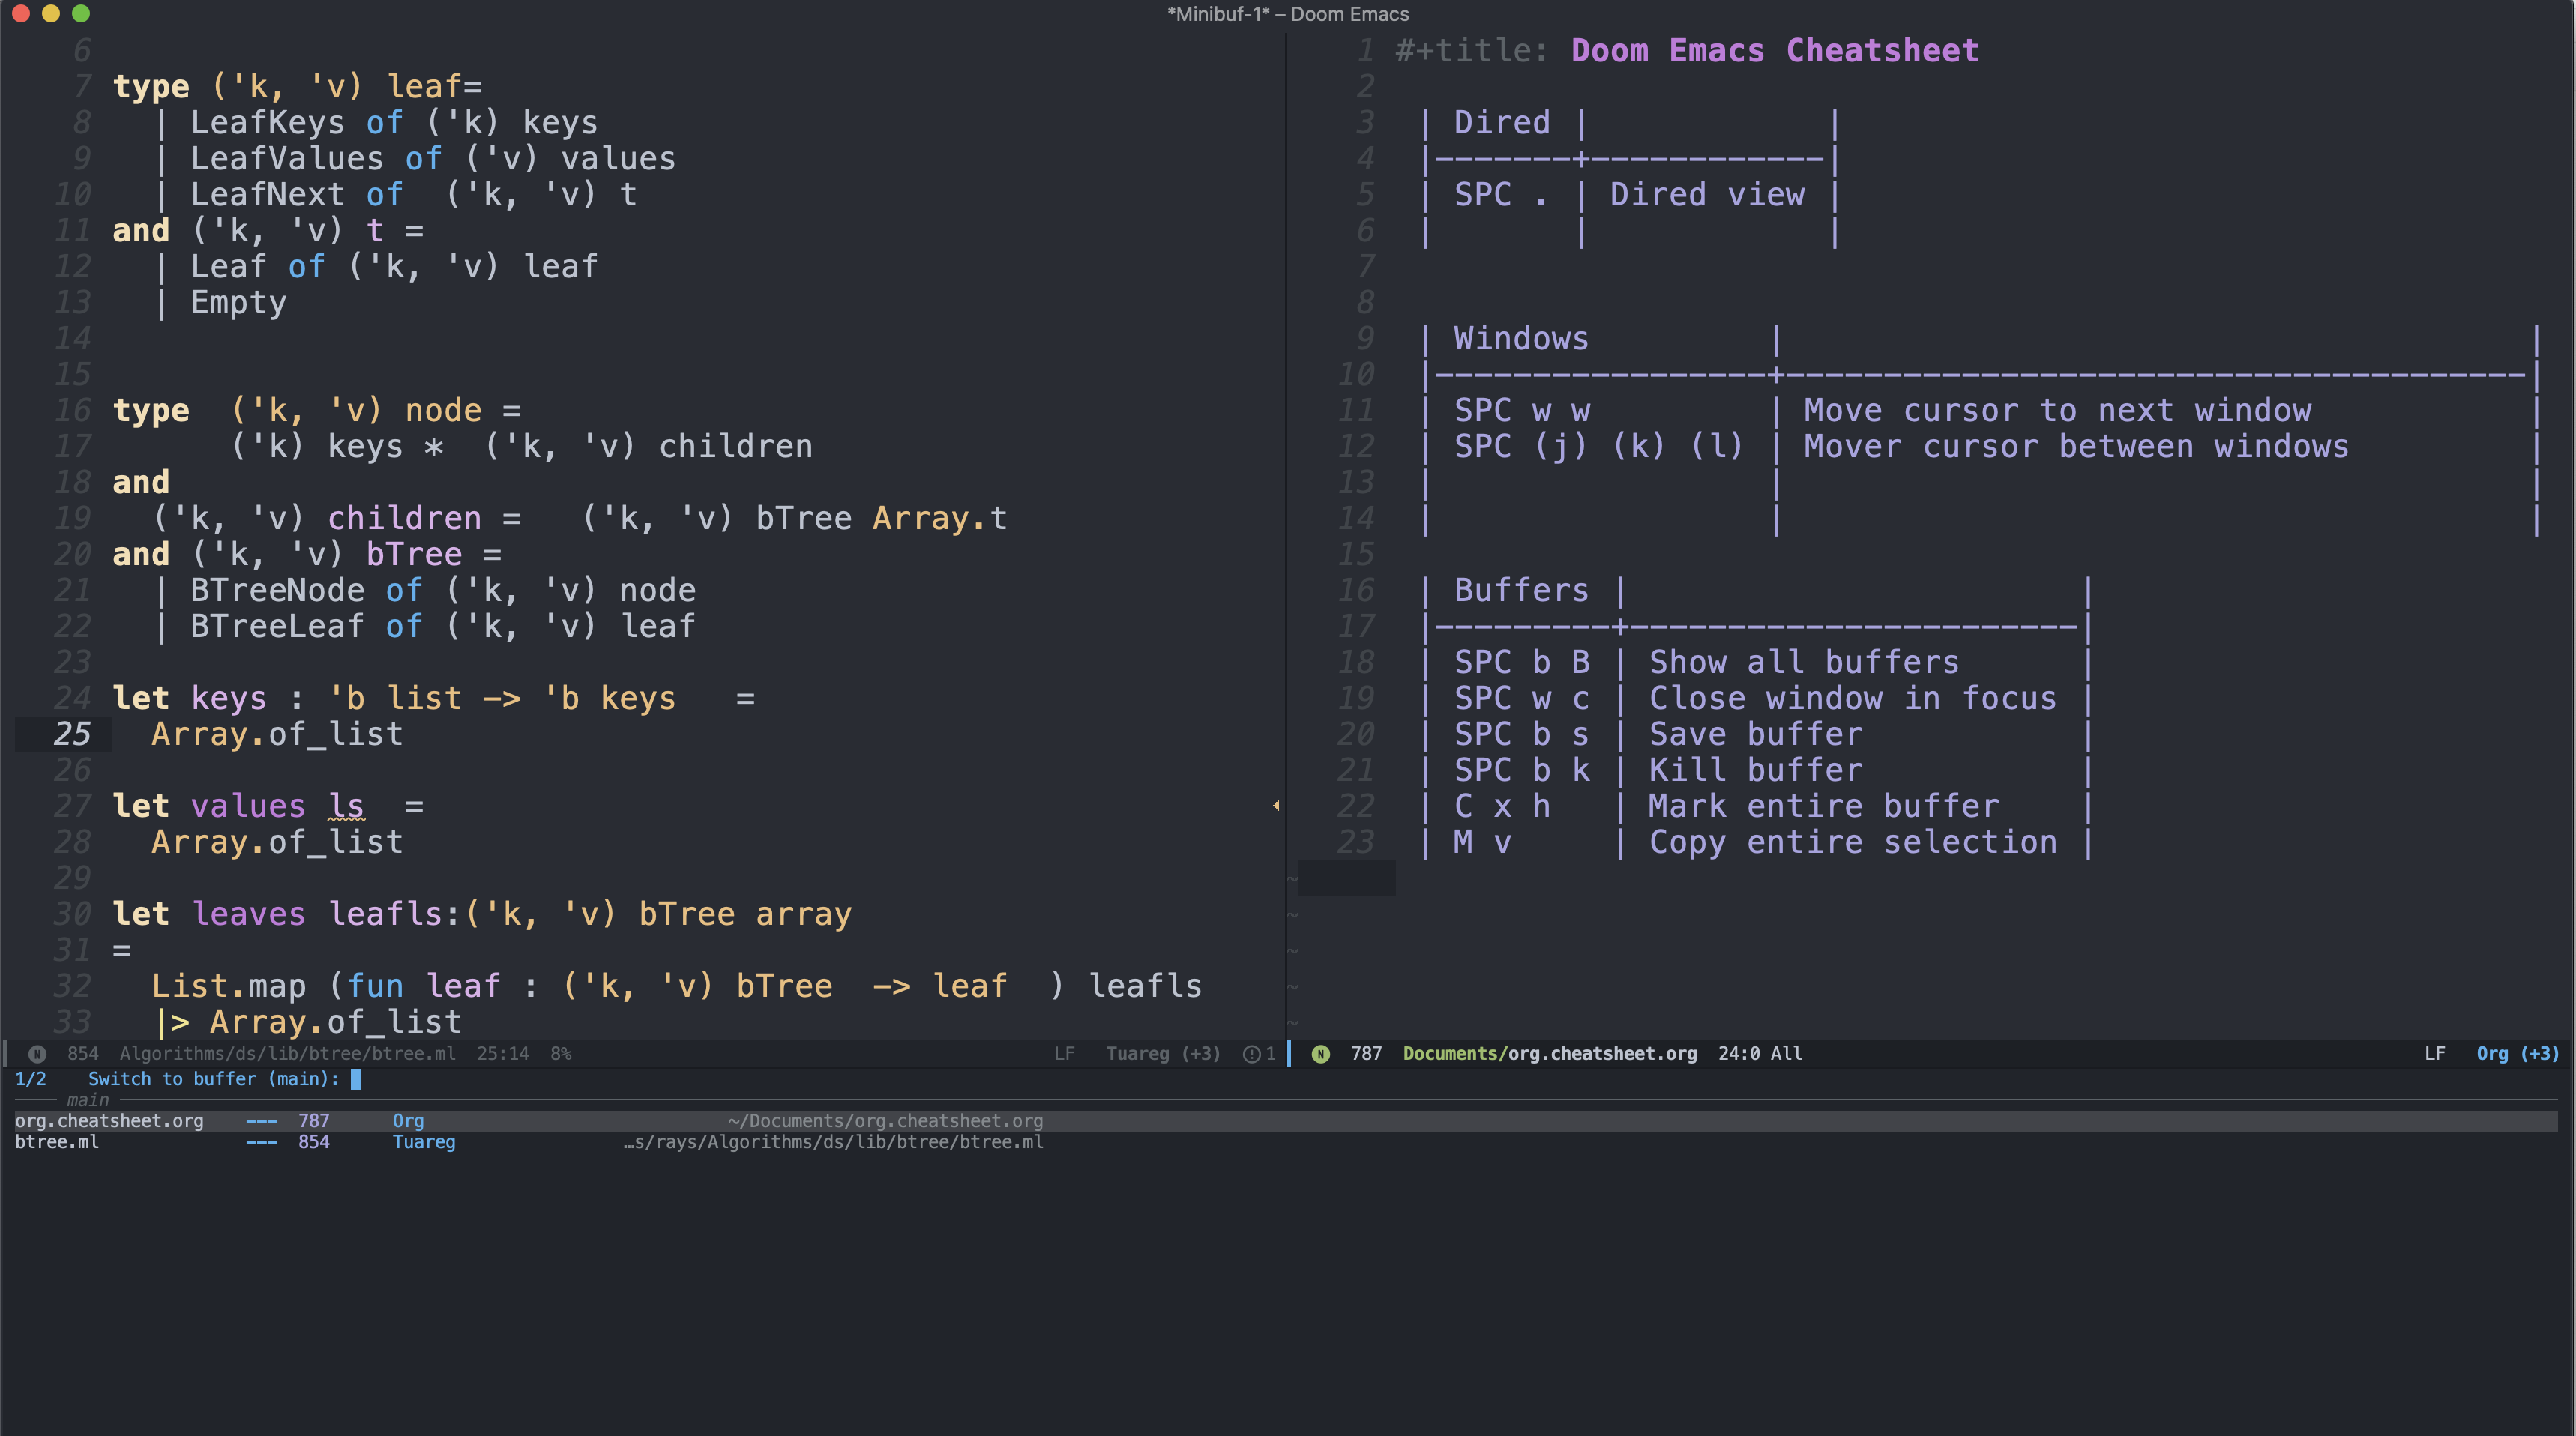 *Minibuf-1* – Doom Emacs
6
7 type ('k, 'v) leaf=
8   | LeafKeys of ('k) keys
9   | LeafValues of ('v) values
10   | LeafNext of  ('k, 'v) t
11 and ('k, 'v) t =
12   | Leaf of ('k, 'v) leaf
13   | Empty
14
15
16 type  ('k, 'v) node =
17       ('k) keys *  ('k, 'v) children
18 and
19   ('k, 'v) children =   ('k, 'v) bTree Array.t
20 and ('k, 'v) bTree =
21   | BTreeNode of ('k, 'v) node
22   | BTreeLeaf of ('k, 'v) leaf
23
24 let keys : 'b list -> 'b keys   =
25   Array.of_list
26
27 let values ls  =
28   Array.of_list
29
30 let leaves leafls:('k, 'v) bTree array
31 =
32   List.map (fun leaf : ('k, 'v) bTree  -> leaf  ) leafls
33   |> Array.of_list
N 854 Algorithms/ds/lib/btree/btree.ml 25:14 8% LF Tuareg (+3) ! 1
1 #+title: Doom Emacs Cheatsheet
2
3 | Dired |            |
4 |-------+------------|
5 | SPC . | Dired view |
6 |       |            |
7
8
9 | Windows         |                                      |
10 |-----------------+--------------------------------------|
11 | SPC w w         | Move cursor to next window           |
12 | SPC (j) (k) (l) | Mover cursor between windows         |
13 |                 |                                      |
14 |                 |                                      |
15
16 | Buffers |                       |
17 |---------+-----------------------|
18 | SPC b B | Show all buffers      |
19 | SPC w c | Close window in focus |
20 | SPC b s | Save buffer           |
21 | SPC b k | Kill buffer           |
22 | C x h   | Mark entire buffer    |
23 | M v     | Copy entire selection |
~
~
~
~
~
N 787 Documents/org.cheatsheet.org 24:0 All LF Org (+3)
1/2 Switch to buffer (main):
main
org.cheatsheet.org --- 787 Org ~/Documents/org.cheatsheet.org
btree.ml --- 854 Tuareg …s/rays/Algorithms/ds/lib/btree/btree.ml